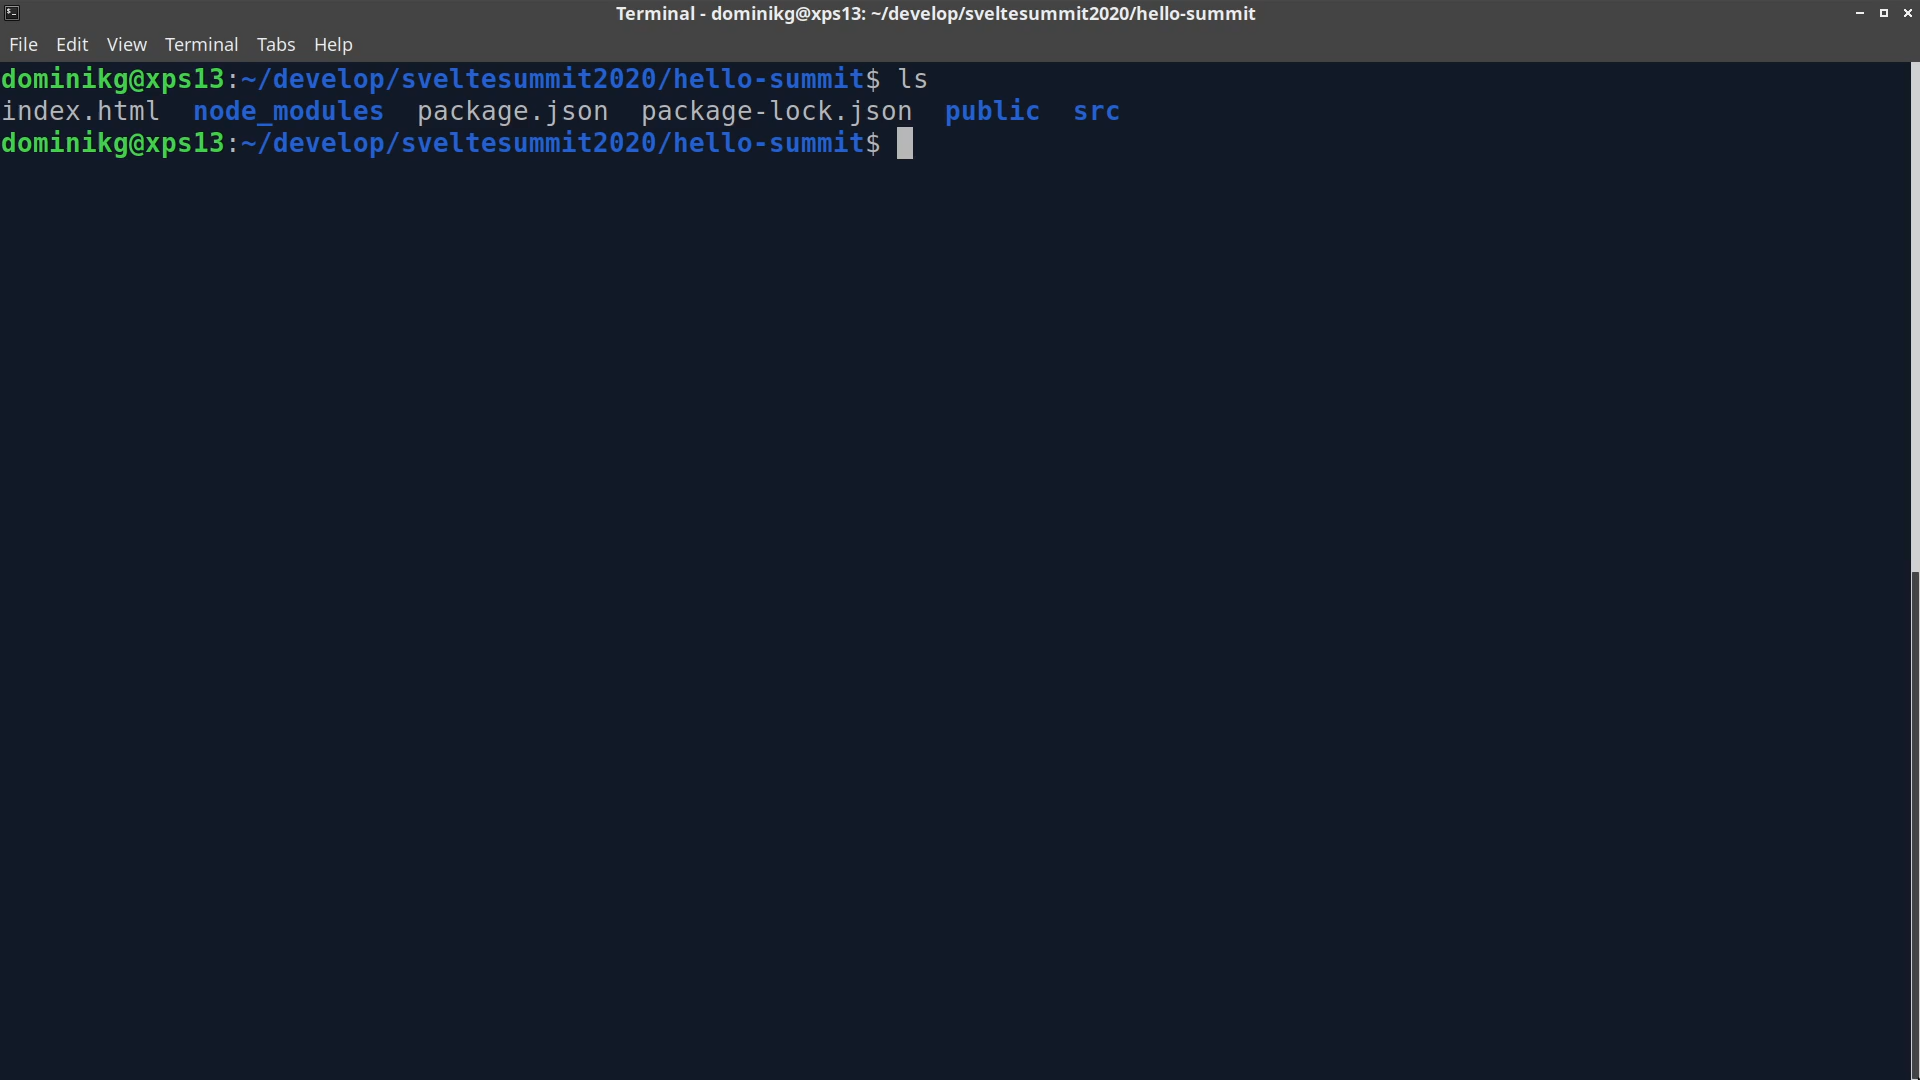 Terminal - dominikg@xps13: ~/develop/sveltesummit2020/hello-summit
File Edit View Terminal Tabs Help
dominikg@xps13:~/develop/sveltesummit2020/hello-summit$ ls
index.html  node_modules  package.json  package-lock.json  public  src
dominikg@xps13:~/develop/sveltesummit2020/hello-summit$